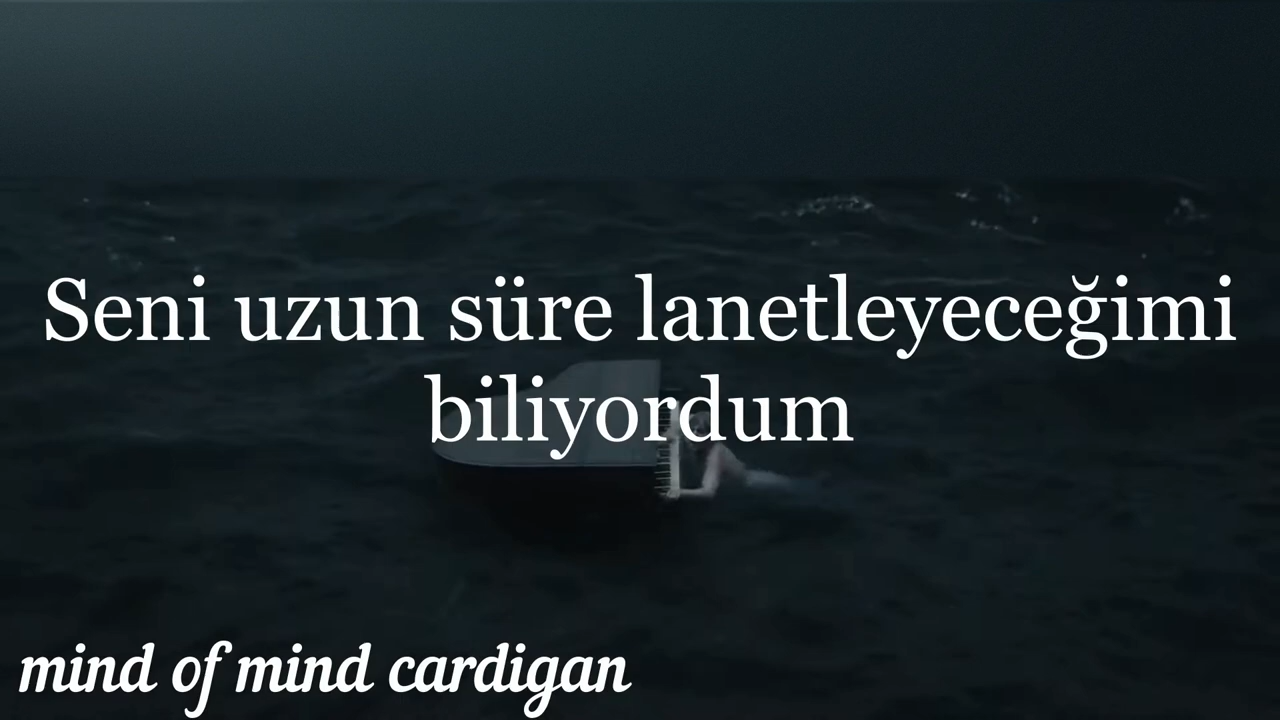 Seni uzun süre lanetleyeceğimi
biliyordum
mind of mind cardigan